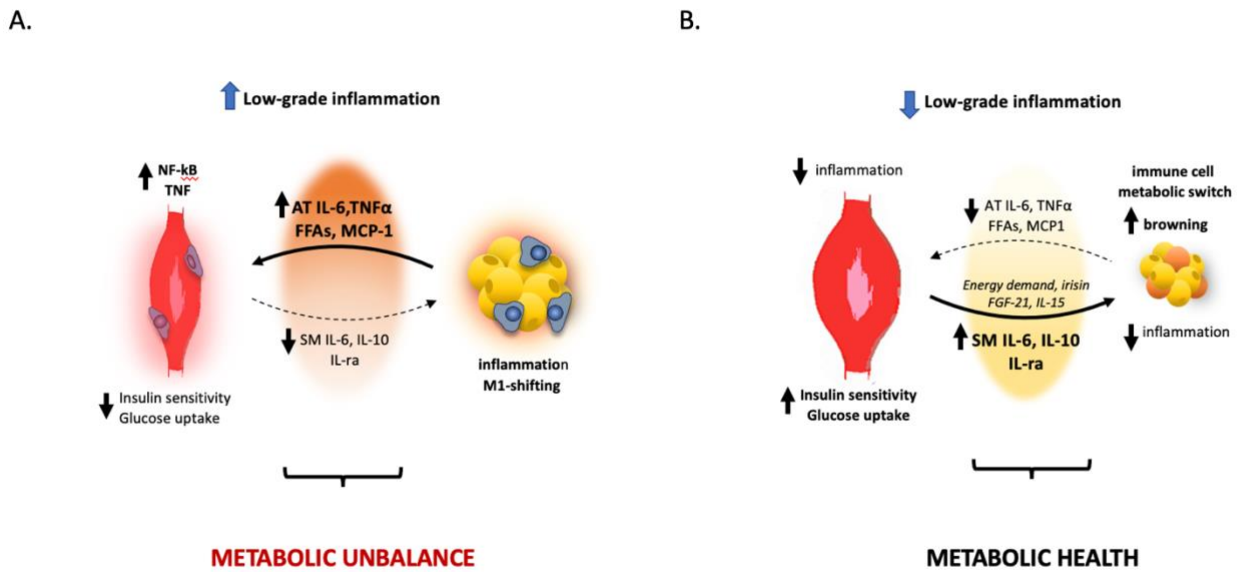 A.
Low-grade inflammation
NF-kB
TNF
AT IL-6,TNFα
FFAs, MCP-1
SM IL-6, IL-10
IL-ra
inflammation
M1-shifting
Insulin sensitivity
Glucose uptake
METABOLIC UNBALANCE
B.
Low-grade inflammation
inflammation
immune cell
metabolic switch
browning
AT IL-6, TNFα
FFAs, MCP1
Energy demand, irisin
FGF-21, IL-15
SM IL-6, IL-10
IL-ra
inflammation
Insulin sensitivity
Glucose uptake
METABOLIC HEALTH